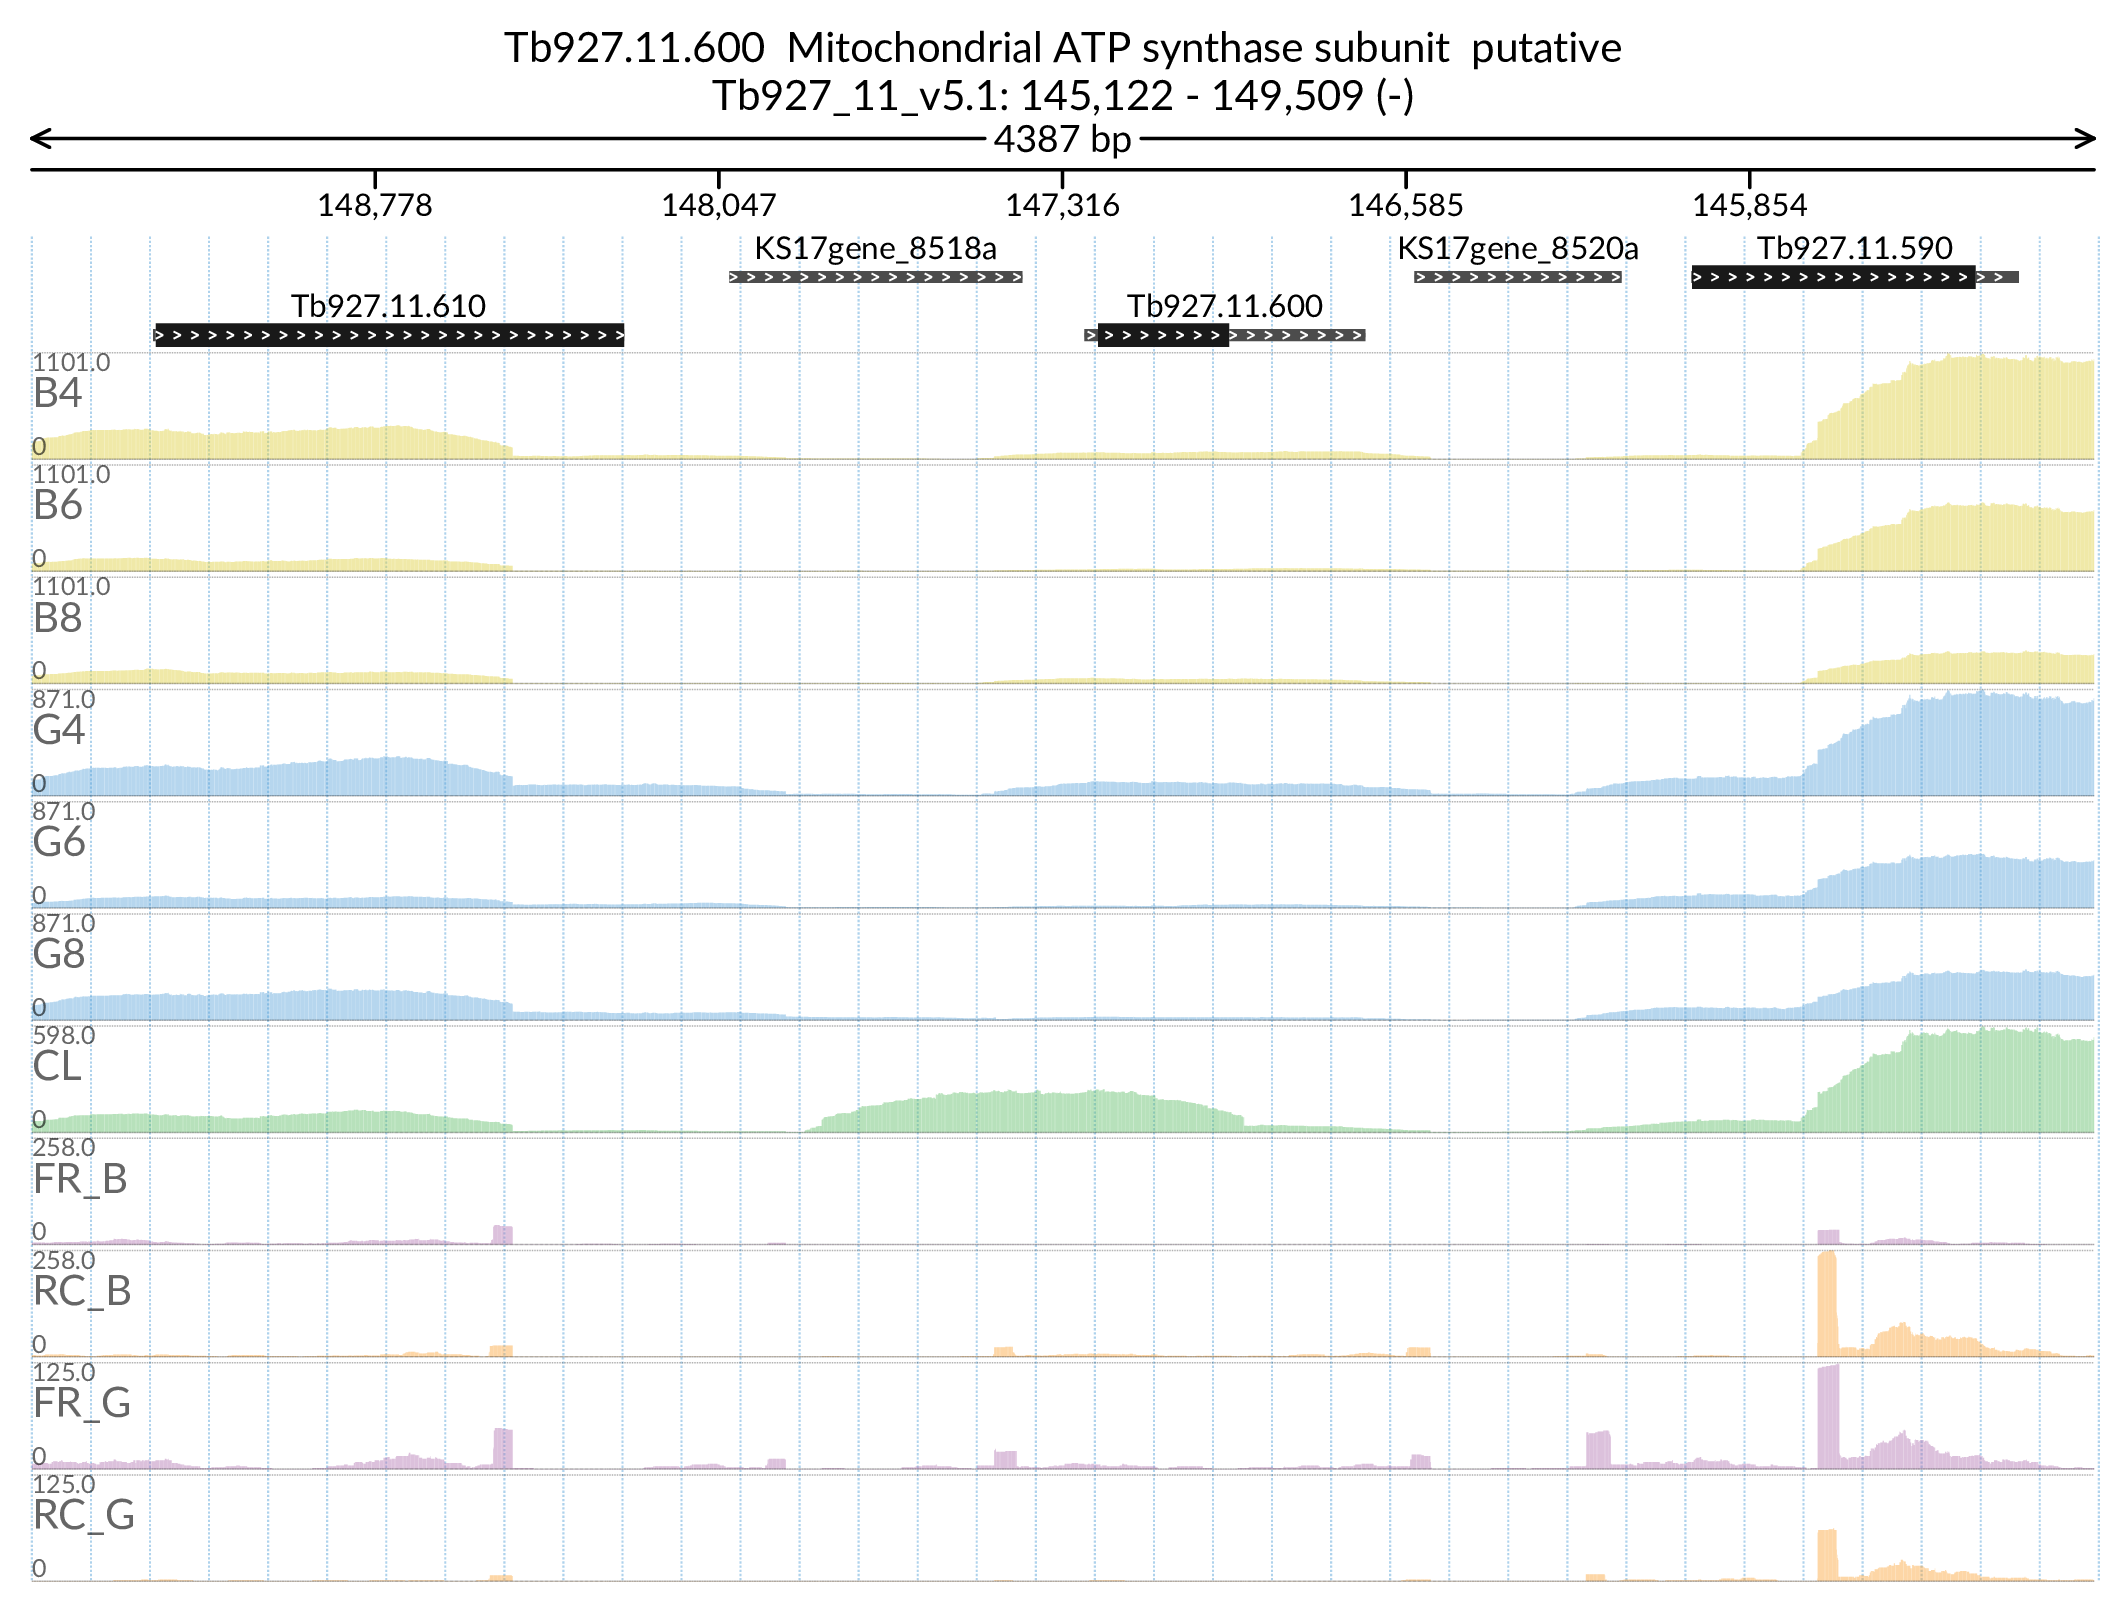 Tb927.11.600  Mitochondrial ATP synthase subunit  putative
Tb927_11_v5.1: 145,122 - 149,509 (-)
4387 bp
148,778 148,047 147,316 146,585 145,854
KS17gene_8518a KS17gene_8520a Tb927.11.590
Tb927.11.610 Tb927.11.600
1101.0
B4
0
1101.0
B6
0
1101.0
B8
0
871.0
G4
0
871.0
G6
0
871.0
G8
0
598.0
CL
0
258.0
FR_B
0
258.0
RC_B
0
125.0
FR_G
0
125.0
RC_G
0